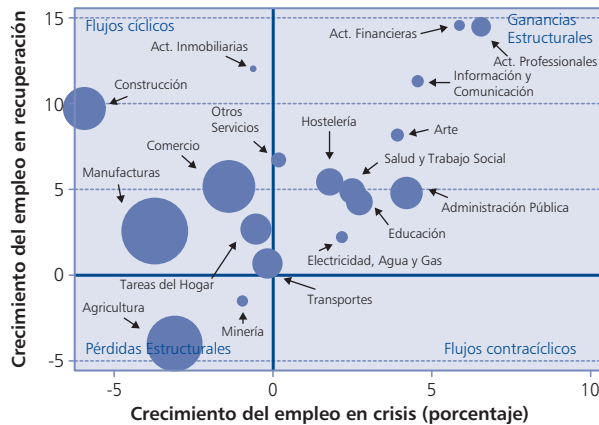 Crecimiento del empleo en recuperación
15
10
5
0
-5
Flujos cíclicos
Ganancias
Estructurales
Act. Inmobiliarias
Act. Financieras
Act. Professionales
Construcción
Información y
Comunicación
Otros
Servicios
Hostelería
Arte
Comercio
Salud y Trabajo Social
Manufacturas
Administración Pública
Educación
Electricidad, Agua y Gas
Tareas del Hogar
Transportes
Agricultura
Minería
Pérdidas Estructurales
Flujos contracíclicos
-5
0
5
10
Crecimiento del empleo en crisis (porcentaje)